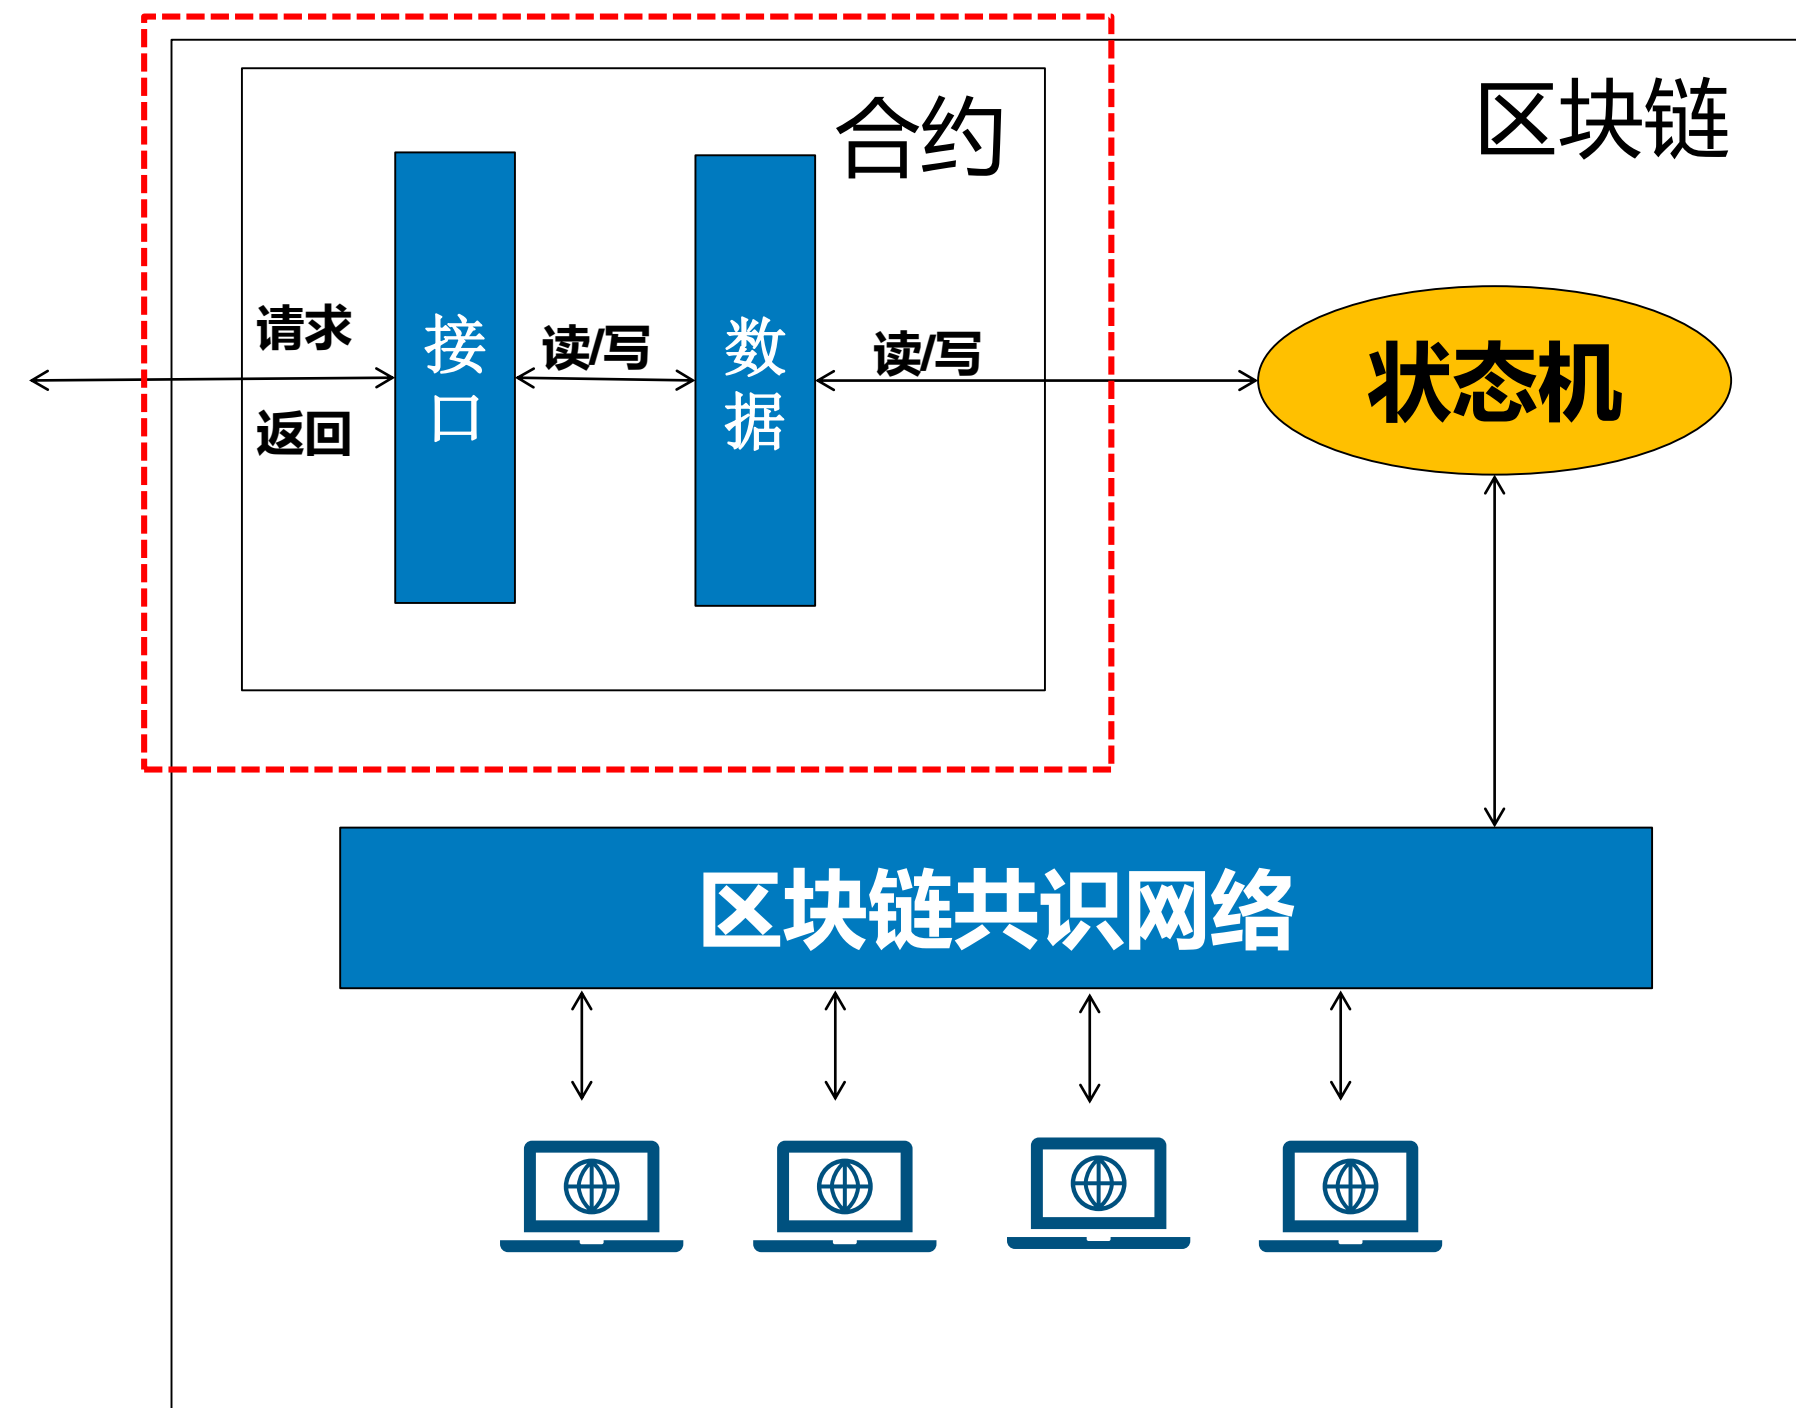 区块链
合约
请求
返回
接
口
读/写
数
据
读/写
状态机
区块链共识网络